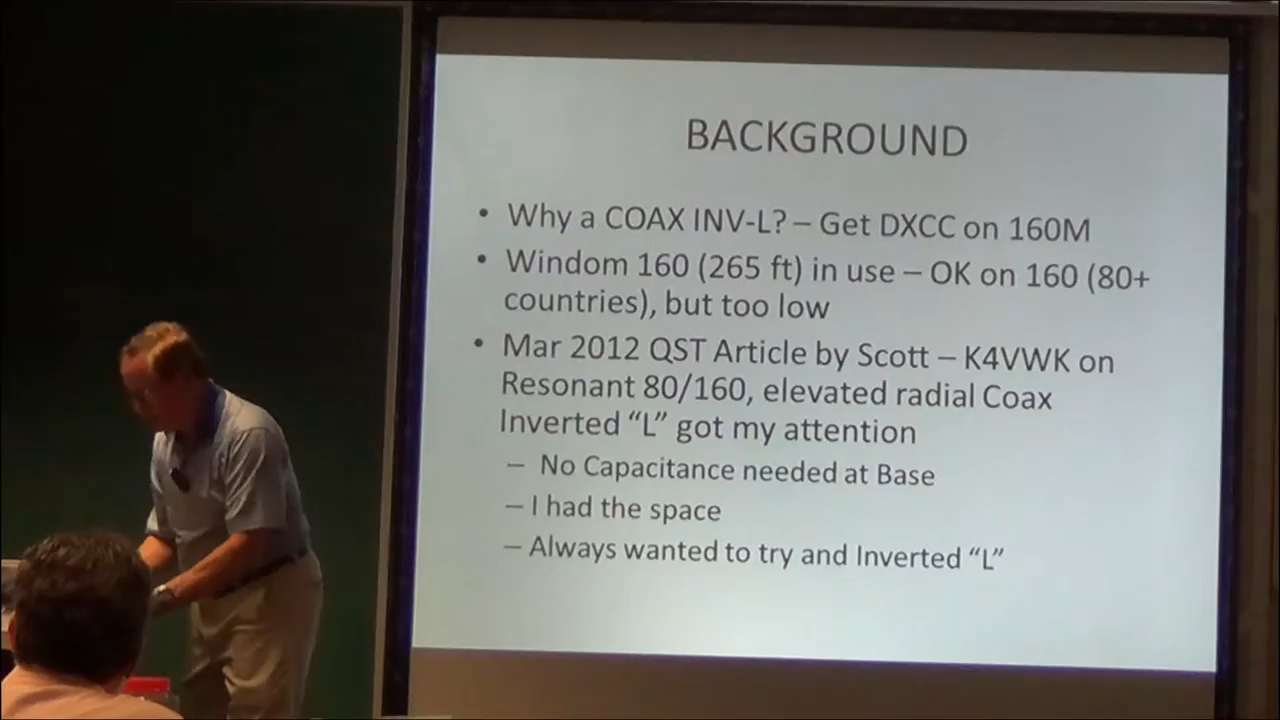 BACKGROUND
• Why a COAX INV-L? – Get DXCC on 160M
• Windom 160 (265 ft) in use – OK on 160 (80+
countries), but too low
• Mar 2012 QST Article by Scott – K4VWK on
Resonant 80/160, elevated radial Coax
Inverted “L” got my attention
– No Capacitance needed at Base
– I had the space
– Always wanted to try and Inverted “L”